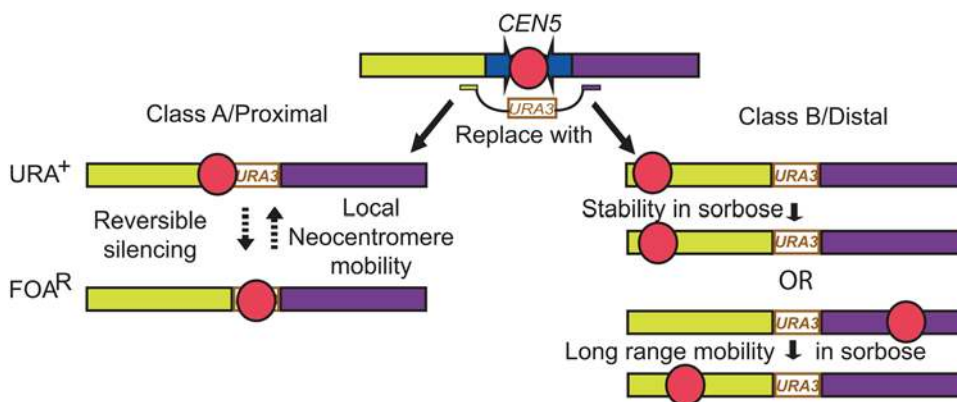 CEN5
URA3
Replace with
Class A/Proximal
URA+
URA3
Reversible
silencing
Local
Neocentromere
mobility
FOAR
Class B/Distal
URA3
Stability in sorbose
URA3
OR
URA3
Long range mobility in sorbose
URA3